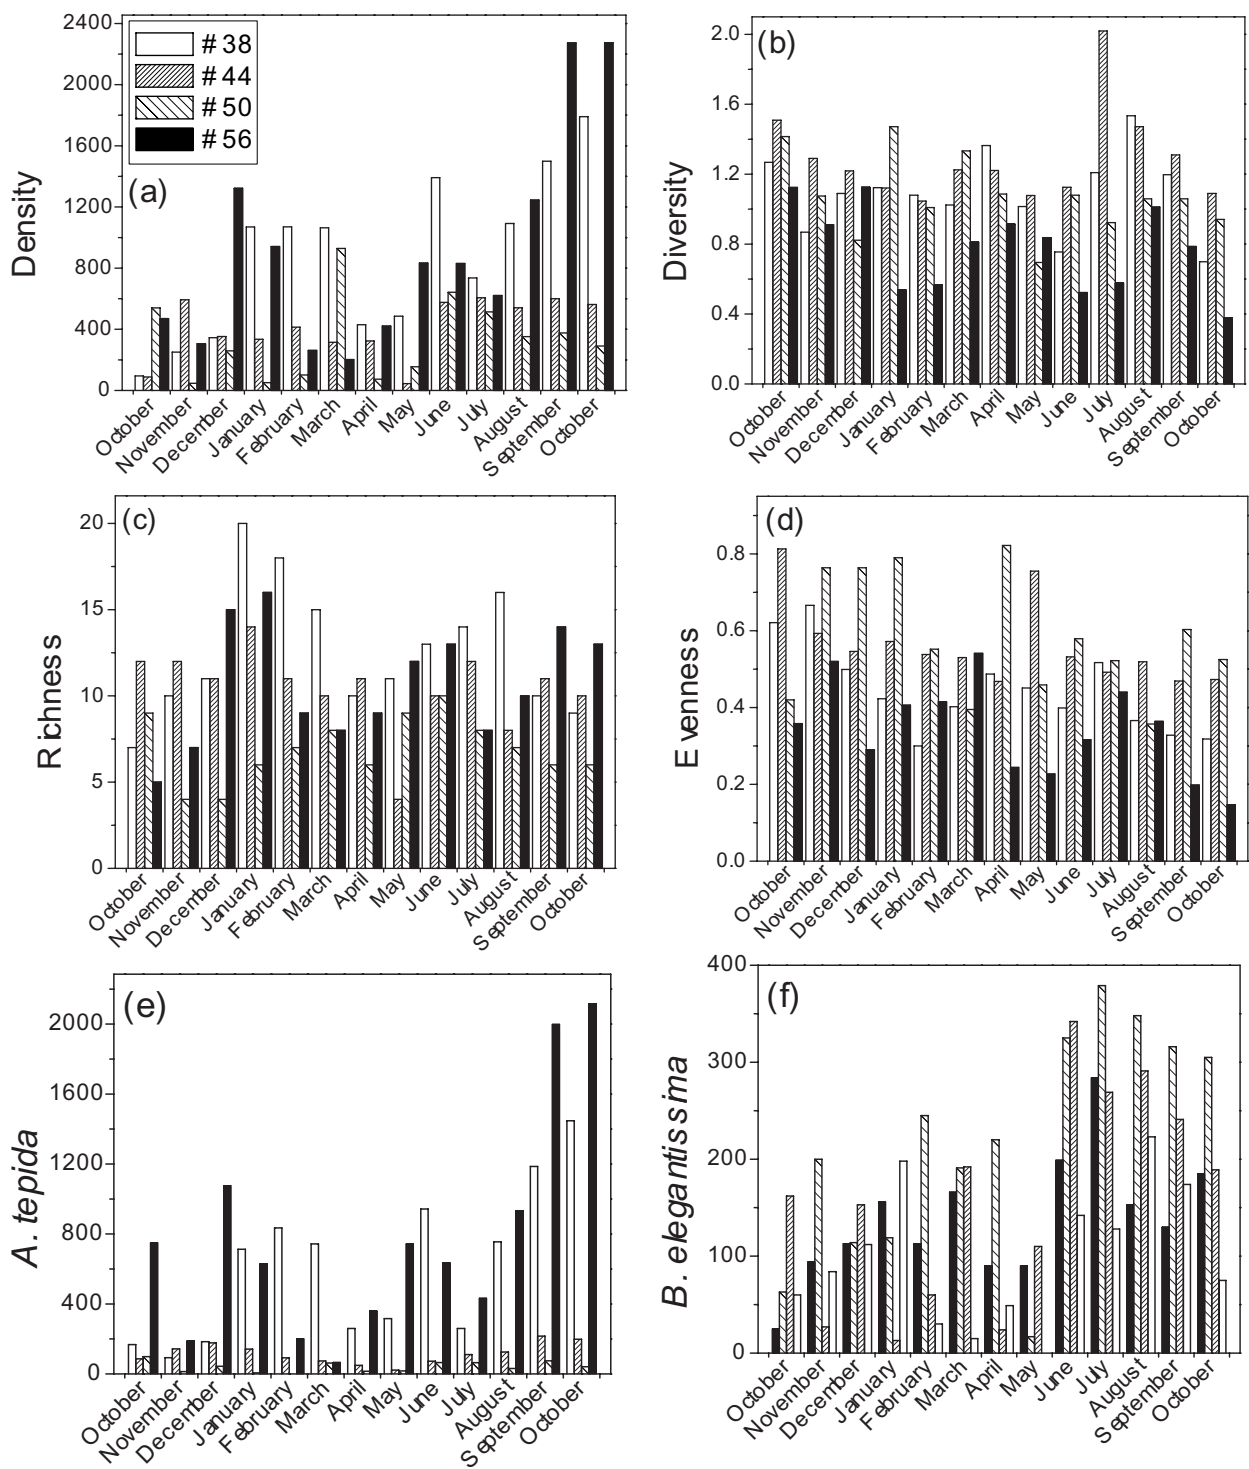 (a)
Density
2400
2000
1600
1200
800
400
0
#38
#44
#50
#56
October
November
December
January
February
March
April
May
June
July
August
September
October
(b)
Diversity
2.0
1.6
1.2
0.8
0.4
0.0
October
November
December
January
February
March
April
May
June
July
August
September
October
(c)
Richness
20
15
10
5
0
October
November
December
January
February
March
April
May
June
July
August
September
October
(d)
Evenness
0.8
0.6
0.4
0.2
0.0
October
November
December
January
February
March
April
May
June
July
August
September
October
(e)
A. tepida
2000
1600
1200
800
400
0
October
November
December
January
February
March
April
May
June
July
August
September
October
(f)
B. elegantissima
400
300
200
100
0
October
November
December
January
February
March
April
May
June
July
August
September
October